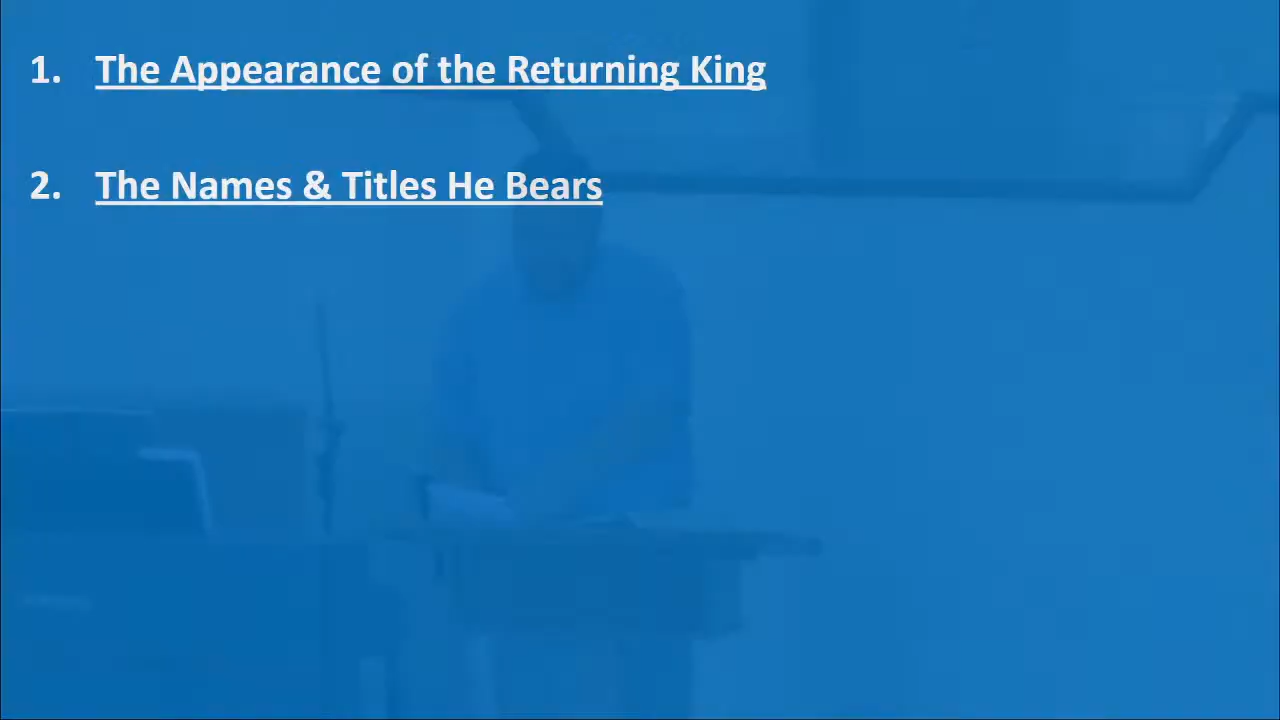 1. The Appearance of the Returning King
2. The Names & Titles He Bears